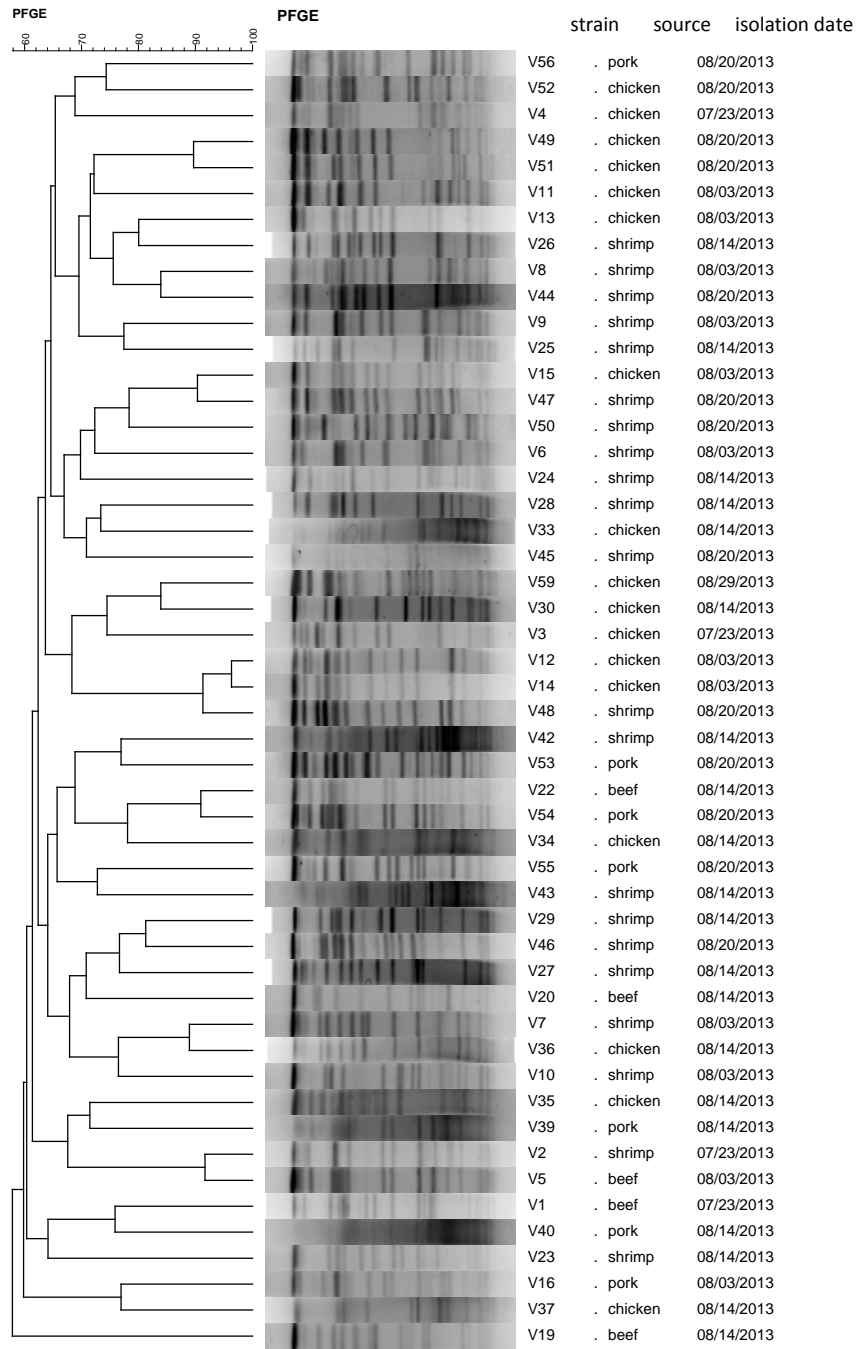 PFGE PFGE strain source isolation date
60 70 80 90 100
V56 . pork 08/20/2013
V52 . chicken 08/20/2013
V4 . chicken 07/23/2013
V49 . chicken 08/20/2013
V51 . chicken 08/20/2013
V11 . chicken 08/03/2013
V13 . chicken 08/03/2013
V26 . shrimp 08/14/2013
V8 . shrimp 08/03/2013
V44 . shrimp 08/20/2013
V9 . shrimp 08/03/2013
V25 . shrimp 08/14/2013
V15 . chicken 08/03/2013
V47 . shrimp 08/20/2013
V50 . shrimp 08/20/2013
V6 . shrimp 08/03/2013
V24 . shrimp 08/14/2013
V28 . shrimp 08/14/2013
V33 . chicken 08/14/2013
V45 . shrimp 08/20/2013
V59 . chicken 08/29/2013
V30 . chicken 08/14/2013
V3 . chicken 07/23/2013
V12 . chicken 08/03/2013
V14 . chicken 08/03/2013
V48 . shrimp 08/20/2013
V42 . shrimp 08/14/2013
V53 . pork 08/20/2013
V22 . beef 08/14/2013
V54 . pork 08/20/2013
V34 . chicken 08/14/2013
V55 . pork 08/20/2013
V43 . shrimp 08/14/2013
V29 . shrimp 08/14/2013
V46 . shrimp 08/20/2013
V27 . shrimp 08/14/2013
V20 . beef 08/14/2013
V7 . shrimp 08/03/2013
V36 . chicken 08/14/2013
V10 . shrimp 08/03/2013
V35 . chicken 08/14/2013
V39 . pork 08/14/2013
V2 . shrimp 07/23/2013
V5 . beef 08/03/2013
V1 . beef 07/23/2013
V40 . pork 08/14/2013
V23 . shrimp 08/14/2013
V16 . pork 08/03/2013
V37 . chicken 08/14/2013
V19 . beef 08/14/2013